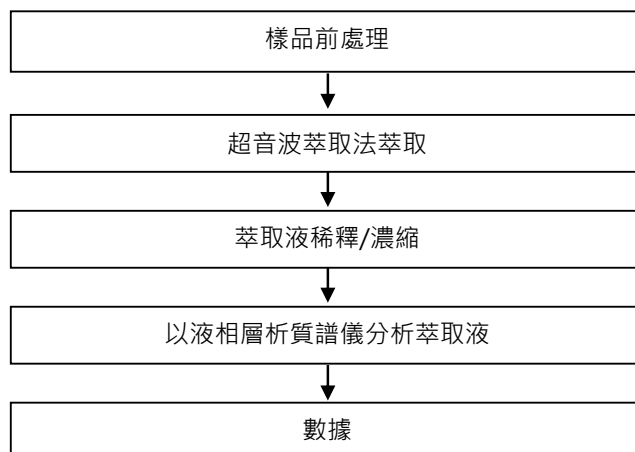 樣品前處理
超音波萃取法萃取
萃取液稀釋/濃縮
以液相層析質譜儀分析萃取液
數據